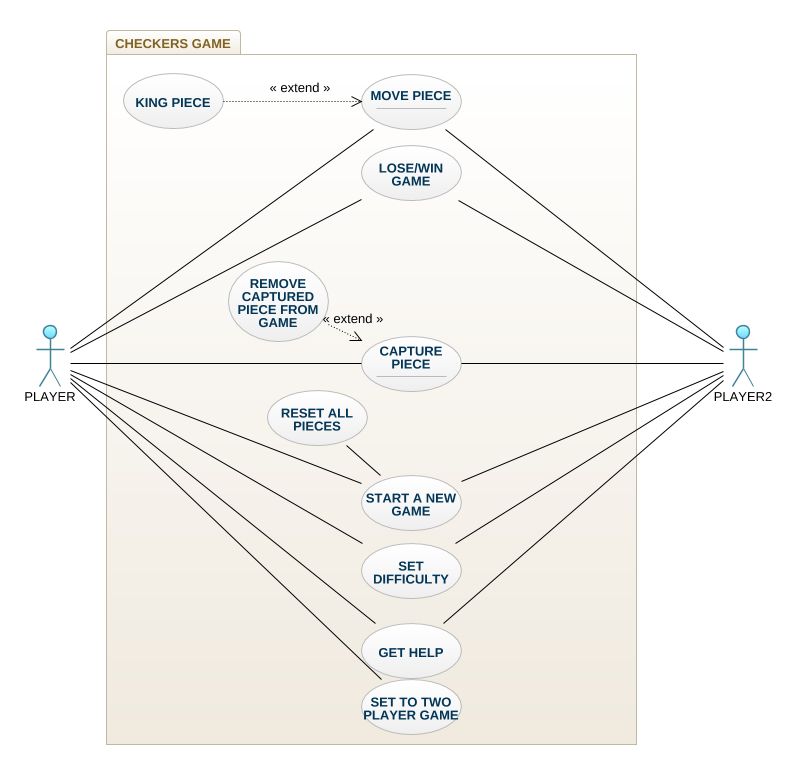 CHECKERS GAME
KING PIECE
« extend »
MOVE PIECE
LOSE/WIN
GAME
REMOVE
CAPTURED
PIECE FROM
GAME
« extend »
CAPTURE
PIECE
PLAYER
PLAYER2
RESET ALL
PIECES
START A NEW
GAME
SET
DIFFICULTY
GET HELP
SET TO TWO
PLAYER GAME